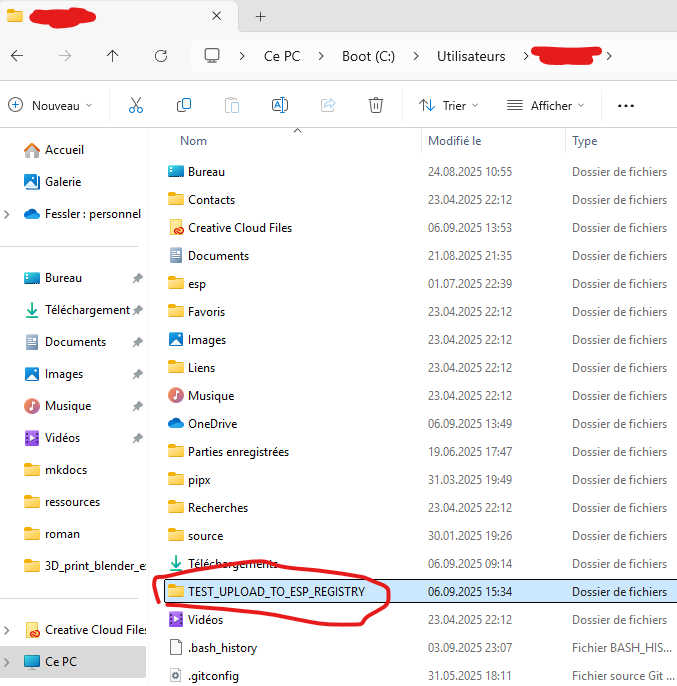 Ce PC > Boot (C:) > Utilisateurs > >
Nouveau Trier Afficher ...
Nom Modifié le Type
Accueil
Galerie
Fessler : personnel
Bureau
Téléchargement
Documents
Images
Musique
Vidéos
mkdocs
ressources
roman
3D_print_blender_e
Creative Cloud Files
Ce PC
Bureau 24.08.2025 10:55 Dossier de fichiers
Contacts 23.04.2025 22:12 Dossier de fichiers
Creative Cloud Files 06.09.2025 13:53 Dossier de fichiers
Documents 21.08.2025 21:35 Dossier de fichiers
esp 01.07.2025 22:39 Dossier de fichiers
Favoris 23.04.2025 22:12 Dossier de fichiers
Images 23.04.2025 22:12 Dossier de fichiers
Liens 23.04.2025 22:12 Dossier de fichiers
Musique 23.04.2025 22:12 Dossier de fichiers
OneDrive 06.09.2025 13:49 Dossier de fichiers
Parties enregistrées 19.06.2025 17:47 Dossier de fichiers
pipx 31.03.2025 19:49 Dossier de fichiers
Recherches 23.04.2025 22:12 Dossier de fichiers
source 30.01.2025 19:26 Dossier de fichiers
Téléchargements 06.09.2025 09:14 Dossier de fichiers
TEST_UPLOAD_TO_ESP_REGISTRY 06.09.2025 15:34 Dossier de fichiers
Vidéos 23.04.2025 22:12 Dossier de fichiers
.bash_history 03.09.2025 23:07 Fichier BASH_HIS...
.gitconfig 31.05.2025 18:11 Fichier source Git ...